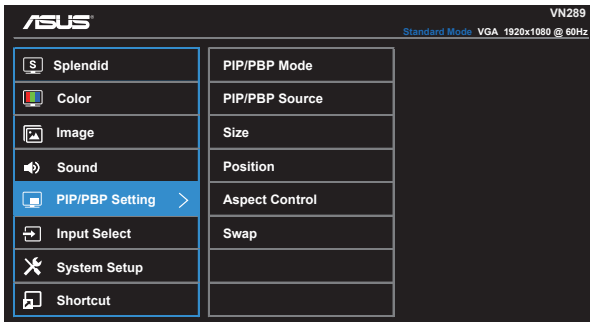 ASUS
VN289
Standard Mode VGA 1920x1080 @ 60Hz
S Splendid
Color
Image
Sound
PIP/PBP Setting
Input Select
System Setup
Shortcut
PIP/PBP Mode
PIP/PBP Source
Size
Position
Aspect Control
Swap